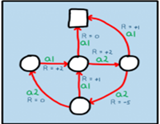 R = 0
a1
R = +1
a1
a1
R = +2
R = +2
a2
a2
R = 0
R = +1
a1
a2
R = -5